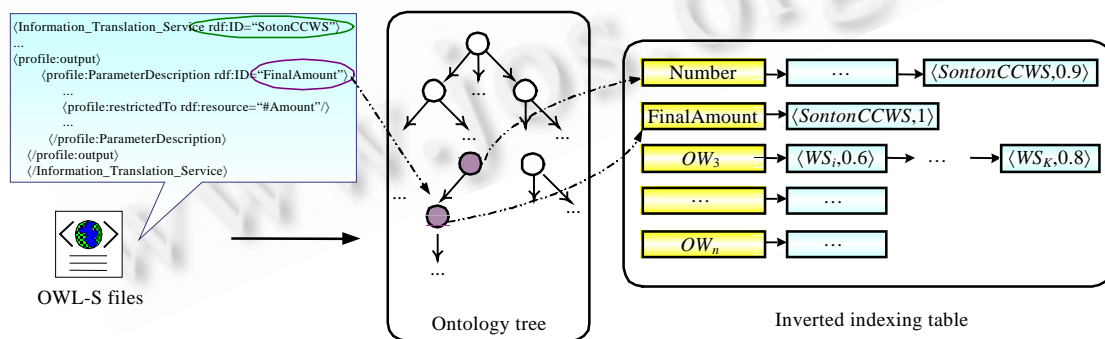 ⟨Information_Translation_Service rdf:ID=“SotonCCWS”⟩
...
⟨profile:output⟩
⟨profile:ParameterDescription rdf:ID=“FinalAmount”⟩
...
⟨profile:restrictedTo rdf:resource=“#Amount”/⟩
...
⟨/profile:ParameterDescription⟩
⟨/profile:output⟩
⟨/Information_Translation_Service⟩
OWL-S files
...
...
...
...
...
...
Ontology tree
Number … ⟨SontonCCWS,0.9⟩
FinalAmount ⟨SontonCCWS,1⟩
OW3 ⟨WSi,0.6⟩ … ⟨WSK,0.8⟩
… …
OWn …
Inverted indexing table